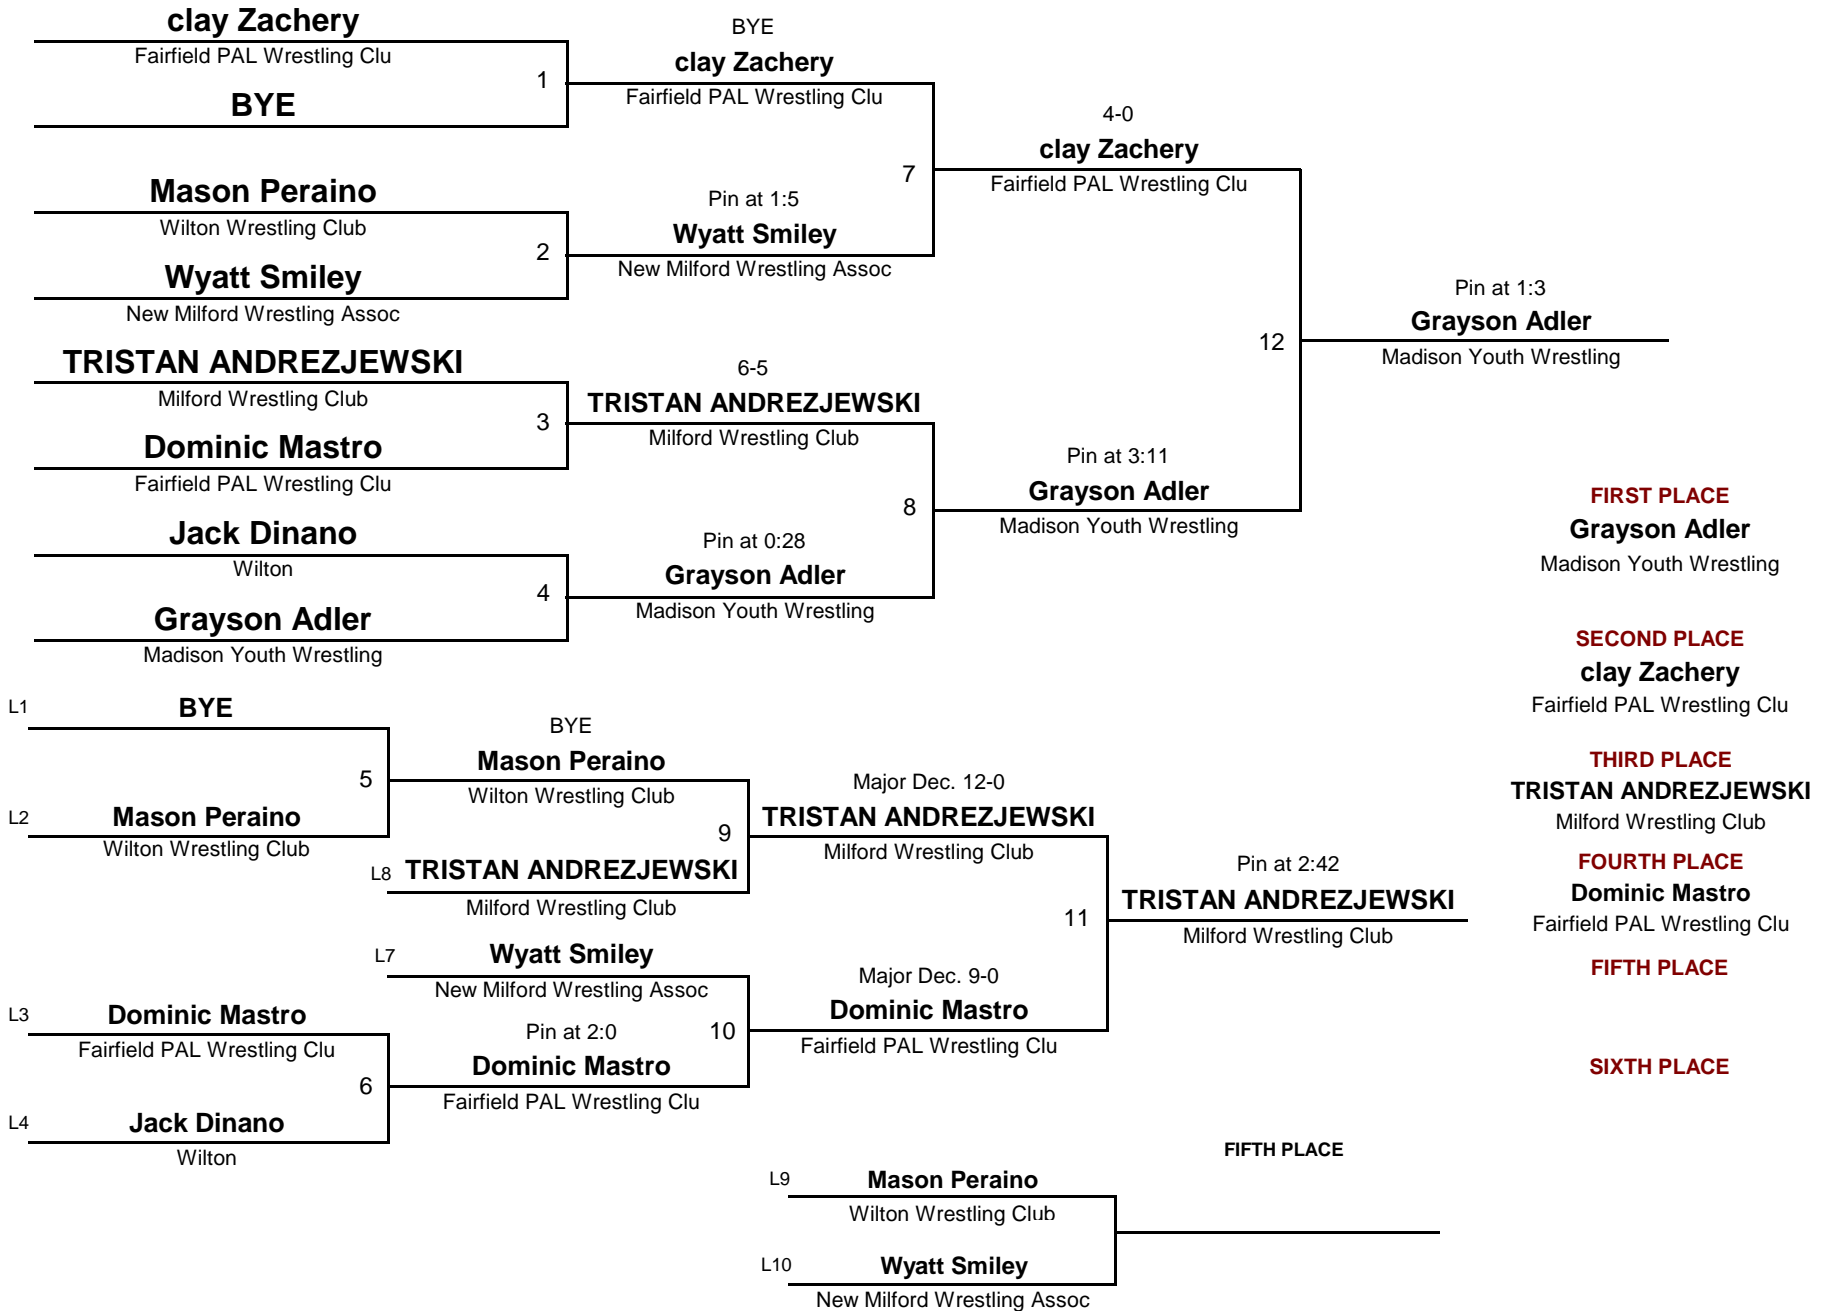 clay Zachery
Fairfield PAL Wrestling Clu
1
BYE
BYE
clay Zachery
Fairfield PAL Wrestling Clu
Mason Peraino
Wilton Wrestling Club
2
Wyatt Smiley
New Milford Wrestling Assoc
Pin at 1:5
Wyatt Smiley
New Milford Wrestling Assoc
7
4-0
clay Zachery
Fairfield PAL Wrestling Clu
TRISTAN ANDREZJEWSKI
Milford Wrestling Club
3
Dominic Mastro
Fairfield PAL Wrestling Clu
6-5
TRISTAN ANDREZJEWSKI
Milford Wrestling Club
Jack Dinano
Wilton
4
Grayson Adler
Madison Youth Wrestling
Pin at 0:28
Grayson Adler
Madison Youth Wrestling
8
Pin at 3:11
Grayson Adler
Madison Youth Wrestling
12
Pin at 1:3
Grayson Adler
Madison Youth Wrestling
FIRST PLACE
Grayson Adler
Madison Youth Wrestling
SECOND PLACE
clay Zachery
Fairfield PAL Wrestling Clu
THIRD PLACE
TRISTAN ANDREZJEWSKI
Milford Wrestling Club
FOURTH PLACE
Dominic Mastro
Fairfield PAL Wrestling Clu
FIFTH PLACE
SIXTH PLACE
L1
BYE
5
L2
Mason Peraino
Wilton Wrestling Club
BYE
Mason Peraino
Wilton Wrestling Club
9
L8
TRISTAN ANDREZJEWSKI
Milford Wrestling Club
Major Dec. 12-0
TRISTAN ANDREZJEWSKI
Milford Wrestling Club
L7
Wyatt Smiley
New Milford Wrestling Assoc
L3
Dominic Mastro
Fairfield PAL Wrestling Clu
6
L4
Jack Dinano
Wilton
Pin at 2:0
10
Dominic Mastro
Fairfield PAL Wrestling Clu
Major Dec. 9-0
Dominic Mastro
Fairfield PAL Wrestling Clu
11
Pin at 2:42
TRISTAN ANDREZJEWSKI
Milford Wrestling Club
FIFTH PLACE
L9
Mason Peraino
Wilton Wrestling Club
L10
Wyatt Smiley
New Milford Wrestling Assoc